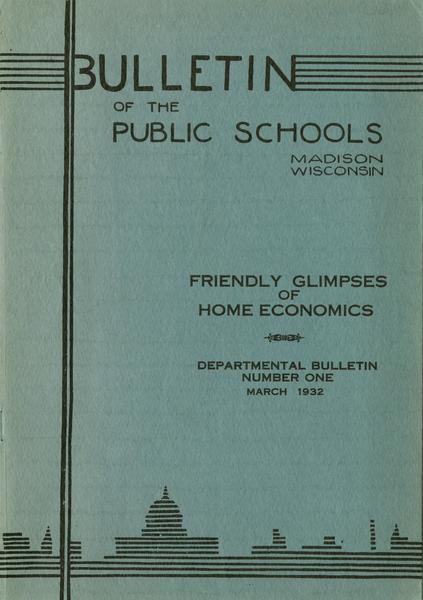 BULLETIN
OF THE
PUBLIC SCHOOLS
MADISON
WISCONSIN
FRIENDLY GLIMPSES
OF
HOME ECONOMICS
DEPARTMENTAL BULLETIN
NUMBER ONE
MARCH 1932